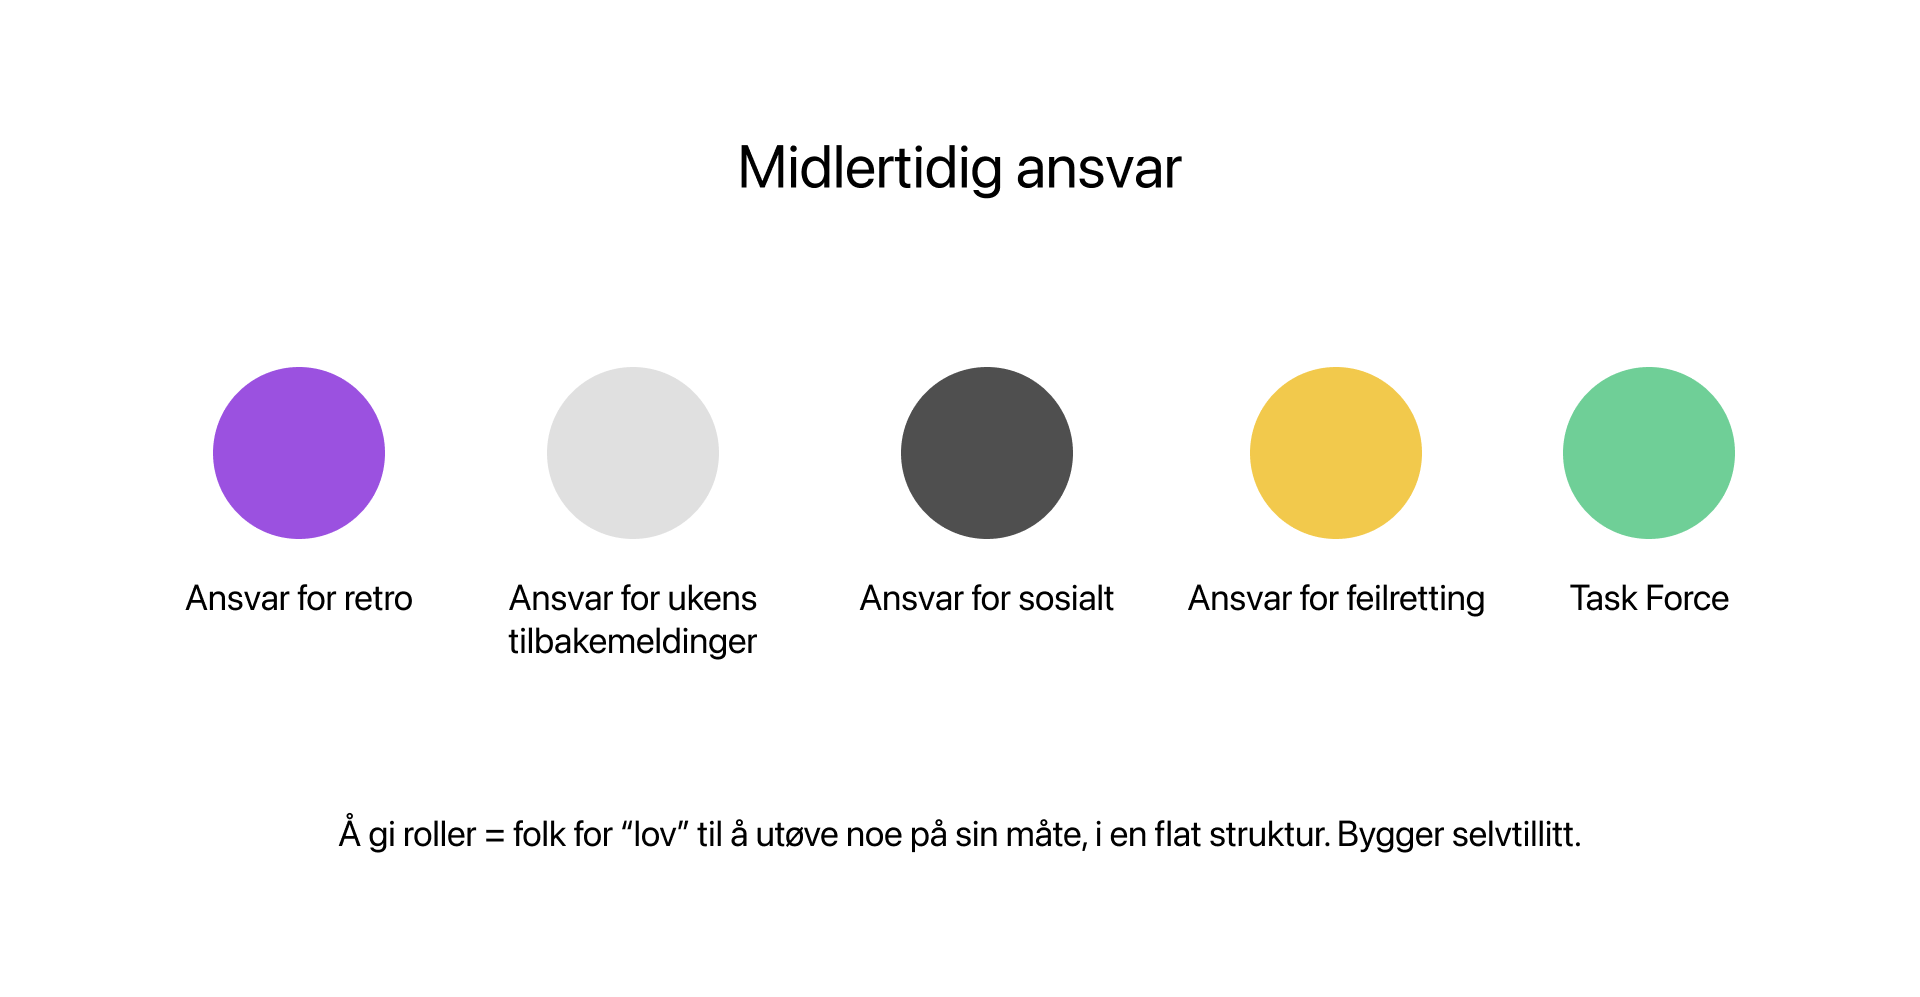 Midlertidig ansvar
Ansvar for retro
Ansvar for ukens
tilbakemeldinger
Ansvar for sosialt
Ansvar for feilretting
Task Force
Å gi roller = folk for “lov” til å utøve noe på sin måte, i en flat struktur. Bygger selvtillitt.